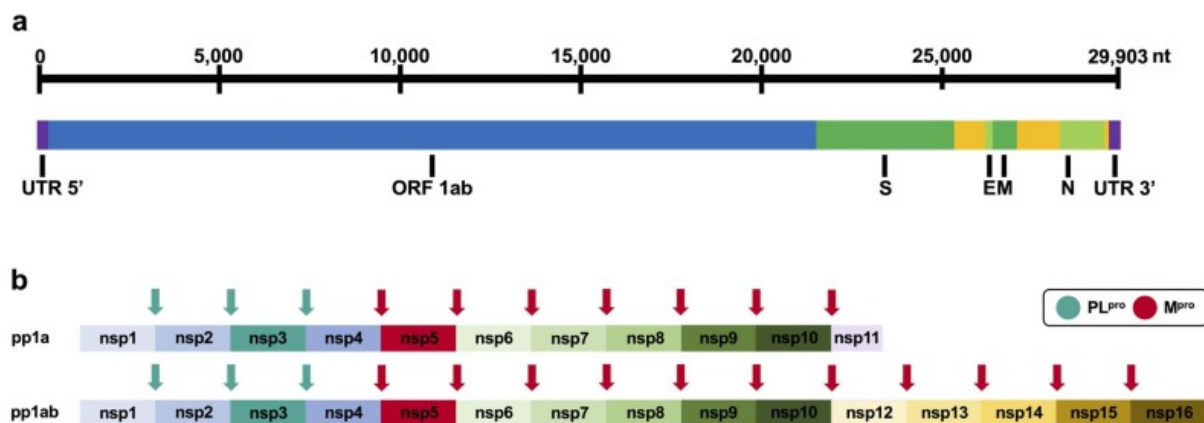 a
0 5,000 10,000 15,000 20,000 25,000 29,903 nt
UTR 5’ ORF 1ab S E M N UTR 3’
b
PLpro Mpro
pp1a nsp1 nsp2 nsp3 nsp4 nsp5 nsp6 nsp7 nsp8 nsp9 nsp10 nsp11
pp1ab nsp1 nsp2 nsp3 nsp4 nsp5 nsp6 nsp7 nsp8 nsp9 nsp10 nsp12 nsp13 nsp14 nsp15 nsp16